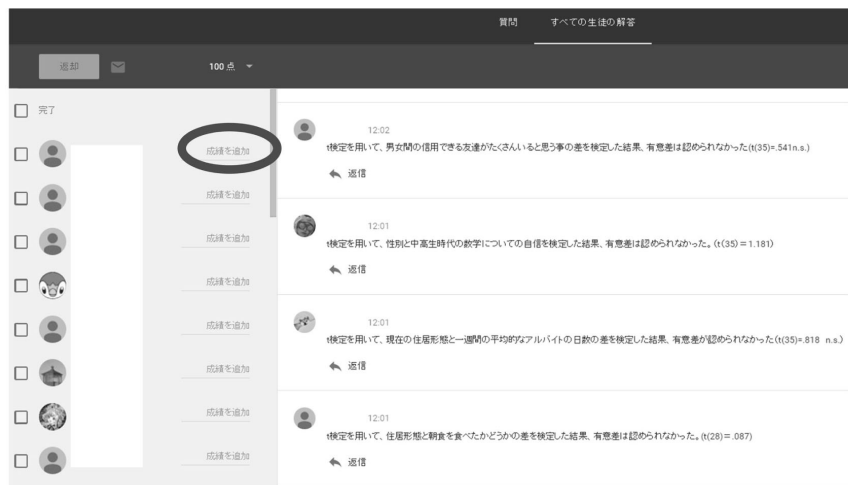 質問 すべての生徒の解答
返却 100 点
完了
成績を追加
成績を追加
成績を追加
成績を追加
成績を追加
成績を追加
成績を追加
成績を追加
12:02
t検定を用いて、男女間の信用できる友達がたくさんいると思う事の差を検定した結果、有意差は認められなかった(t(35)=.541n.s.)
返信
12:01
t検定を用いて、性別と中高生時代の数学についての自信を検定した結果、有意差は認められなかった。(t(35)=1.181)
返信
12:01
t検定を用いて、現在の住居形態と一週間の平均的なアルバイトの日数の差を検定した結果、有意差が認められなかった(t(35)=.818 n.s.)
返信
12:01
t検定を用いて、住居形態と朝食を食べたかどうかの差を検定した結果、有意差は認められなかった。(t(28)=.087)
返信